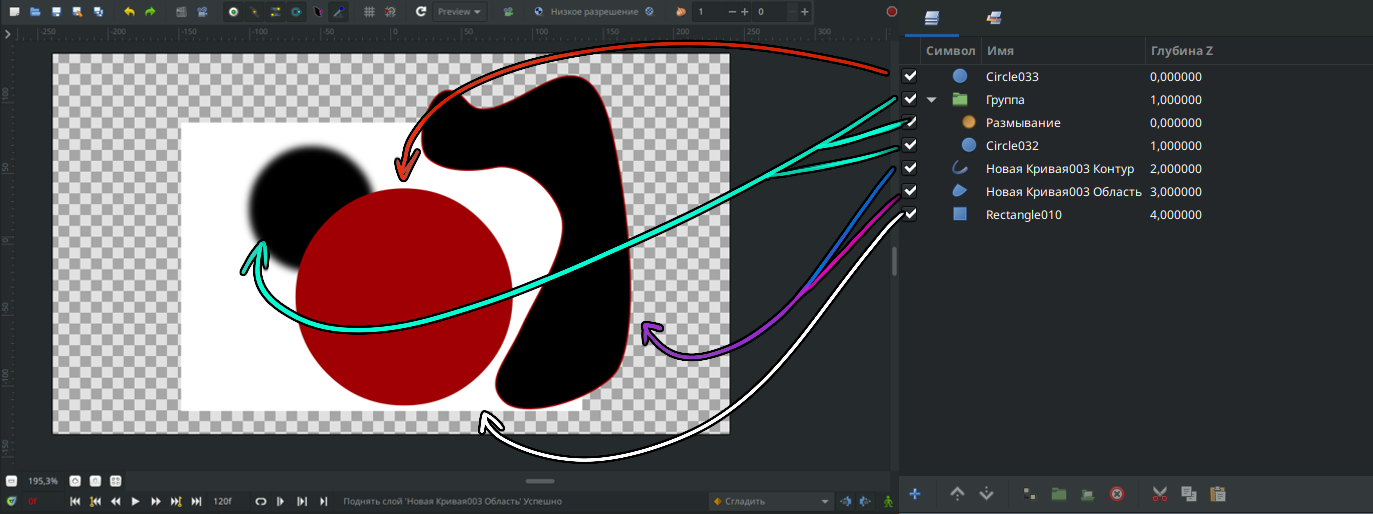 Preview
Низкое разрешение
1
0
-250
-200
-150
-100
-50
0
50
100
150
200
250
300
100
50
0
-50
-100
-150
Символ Имя Глубина Z
Circle033 0,000000
Группа 1,000000
Размывание 0,000000
Circle032 1,000000
Новая Кривая003 Контур 2,000000
Новая Кривая003 Область 3,000000
Rectangle010 4,000000
195,3%
0f
120f
Поднять слой 'Новая Кривая003 Область' Успешно
Сгладить